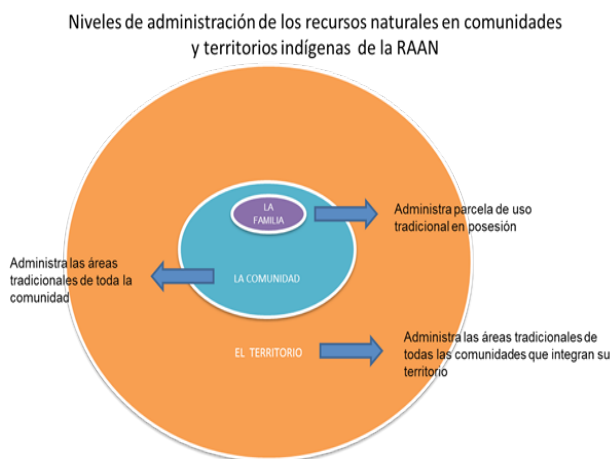 Niveles de administración de los recursos naturales en comunidades
y territorios indígenas de la RAAN
LA
FAMILIA
Administra parcela de uso
tradicional en posesión
Administra las áreas
tradicionales de toda la
comunidad
LA COMUNIDAD
EL TERRITORIO
Administra las áreas tradicionales de
todas las comunidades que integran su
territorio